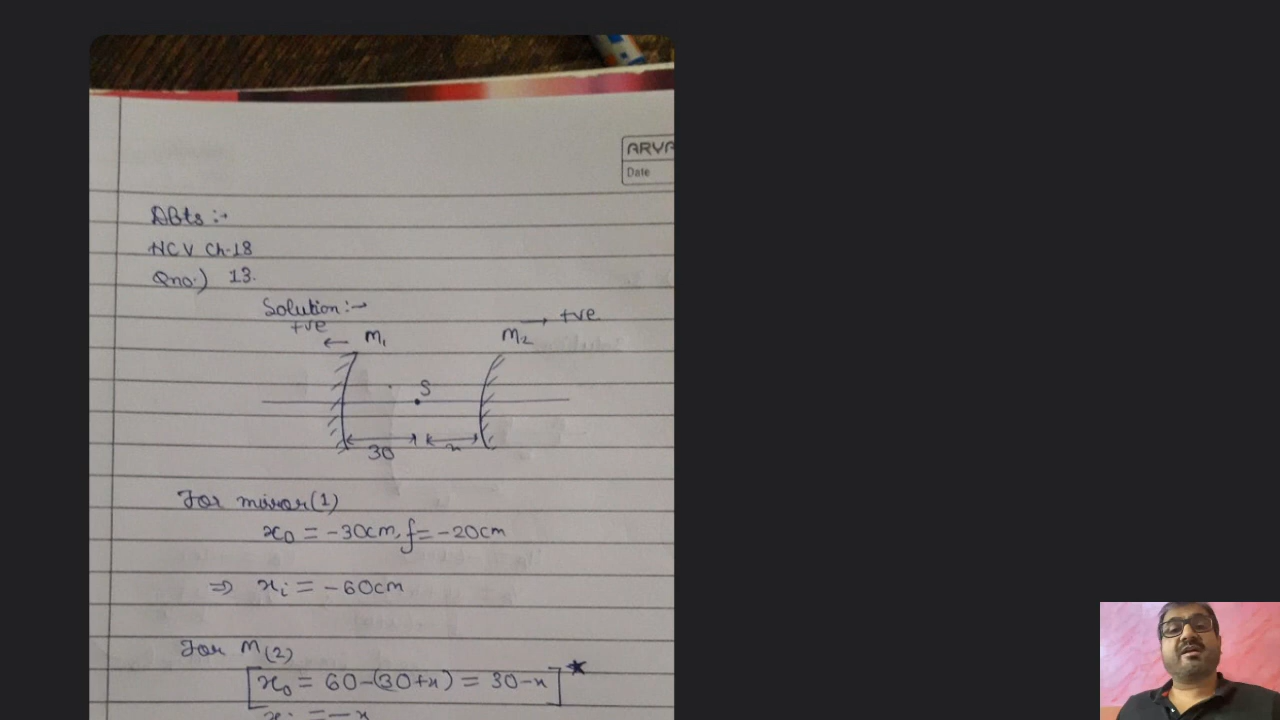 ARYA
Date
Dbts :-
HCV Ch-18
Qno.) 13.
Solution :-
+ve
M₁
M₂
→ +ve
←
S
30
x
For mirror(1)
x₀ = -30cm, f = -20cm
⇒ xᵢ = -60cm
For M(2)
[x₀ = 60-(30+x) = 30-x] *
xᵢ = -x